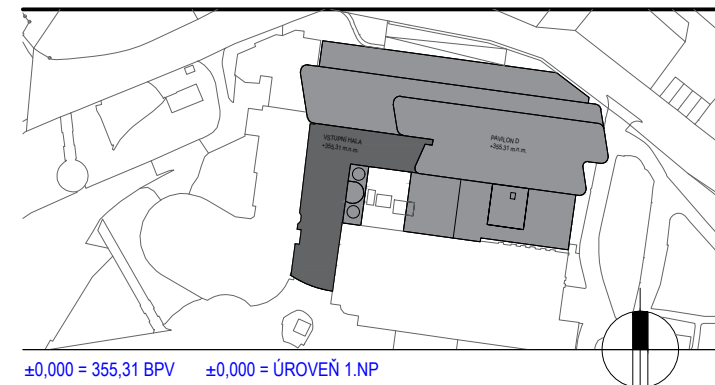 VSTUPNÍ HALA
+355,31 m.n.m.
PAVILON D
+355,31 m.n.m.
±0,000 = 355,31 BPV ±0,000 = ÚROVEŇ 1.NP